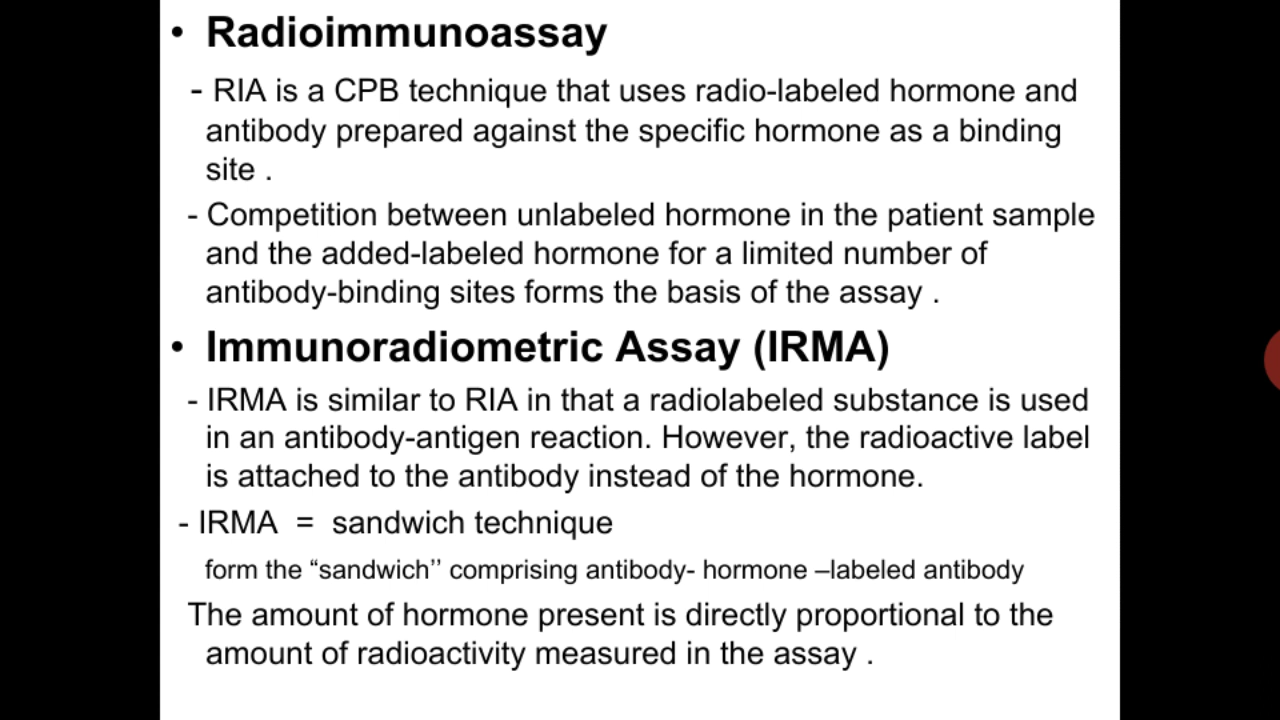 • Radioimmunoassay
- RIA is a CPB technique that uses radio-labeled hormone and
antibody prepared against the specific hormone as a binding
site .
- Competition between unlabeled hormone in the patient sample
and the added-labeled hormone for a limited number of
antibody-binding sites forms the basis of the assay .
• Immunoradiometric Assay (IRMA)
- IRMA is similar to RIA in that a radiolabeled substance is used
in an antibody-antigen reaction. However, the radioactive label
is attached to the antibody instead of the hormone.
- IRMA = sandwich technique
form the “sandwich’’ comprising antibody- hormone –labeled antibody
The amount of hormone present is directly proportional to the
amount of radioactivity measured in the assay .